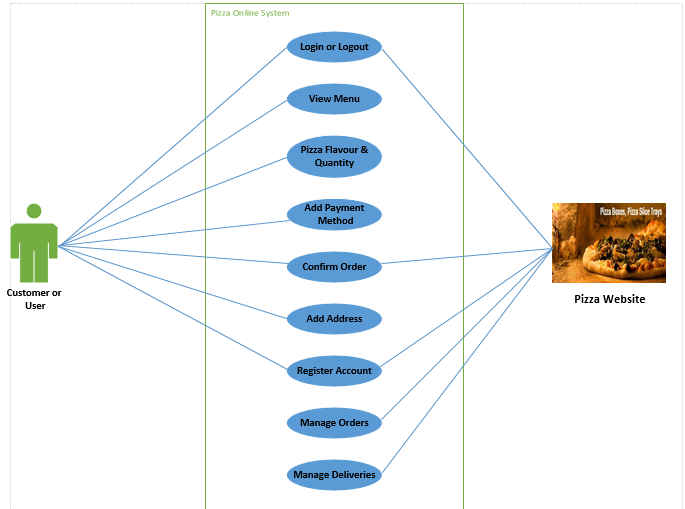 Pizza Online System
Login or Logout
View Menu
Pizza Flavour &
Quantity
Add Payment
Method
Confirm Order
Add Address
Register Account
Manage Orders
Manage Deliveries
Customer or
User
Pizza Boxes, Pizza Slice Trays
Pizza Website